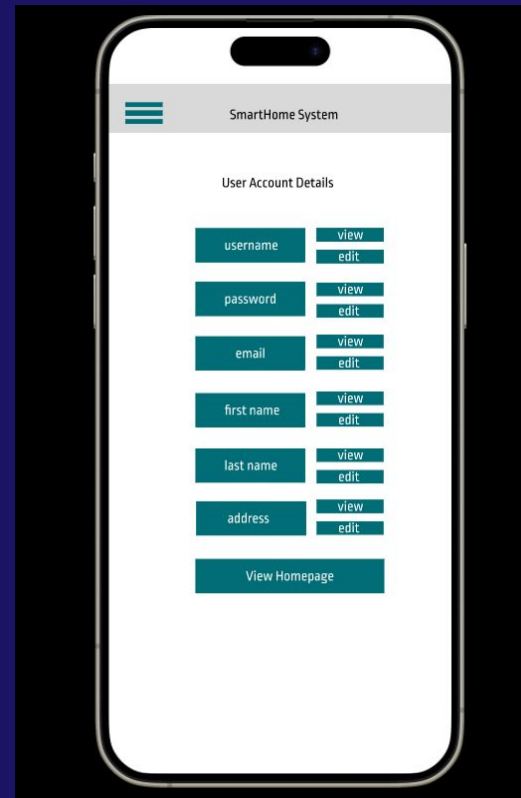 SmartHome System
User Account Details
username
view
edit
password
view
edit
email
view
edit
first name
view
edit
last name
view
edit
address
view
edit
View Homepage